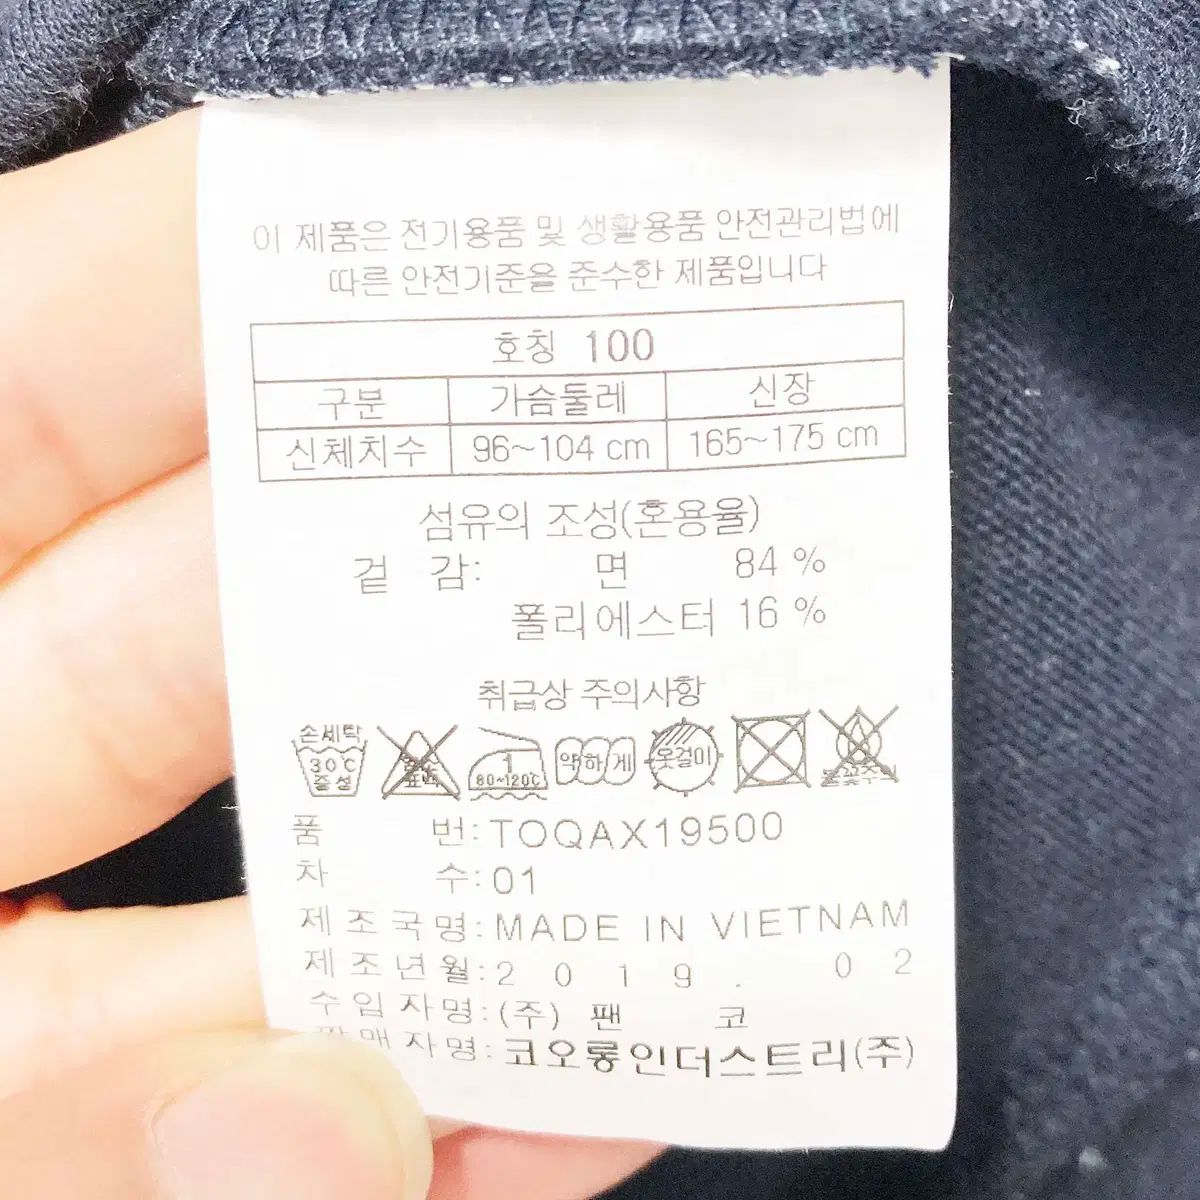 이 제품은 전기용품 및 생활용품 안전관리법에
따른 안전기준을 준수한 제품입니다
호칭 100
구분 가슴둘레 신장
신체치수 96~104 cm 165~175 cm
섬유의 조성(혼용율)
겉 감: 면 84 %
폴리에스터 16 %
취급상 주의사항
손세탁
30℃
중성
표백
1
80~120℃
약하게
옷걸이
불꽃주의
품 번: TOQAX19500
차 수: 01
제조국명: MADE IN VIETNAM
제조년월: 2019. 02
수입자명: (주) 팬 코
판매자명: 코오롱인더스트리(주)